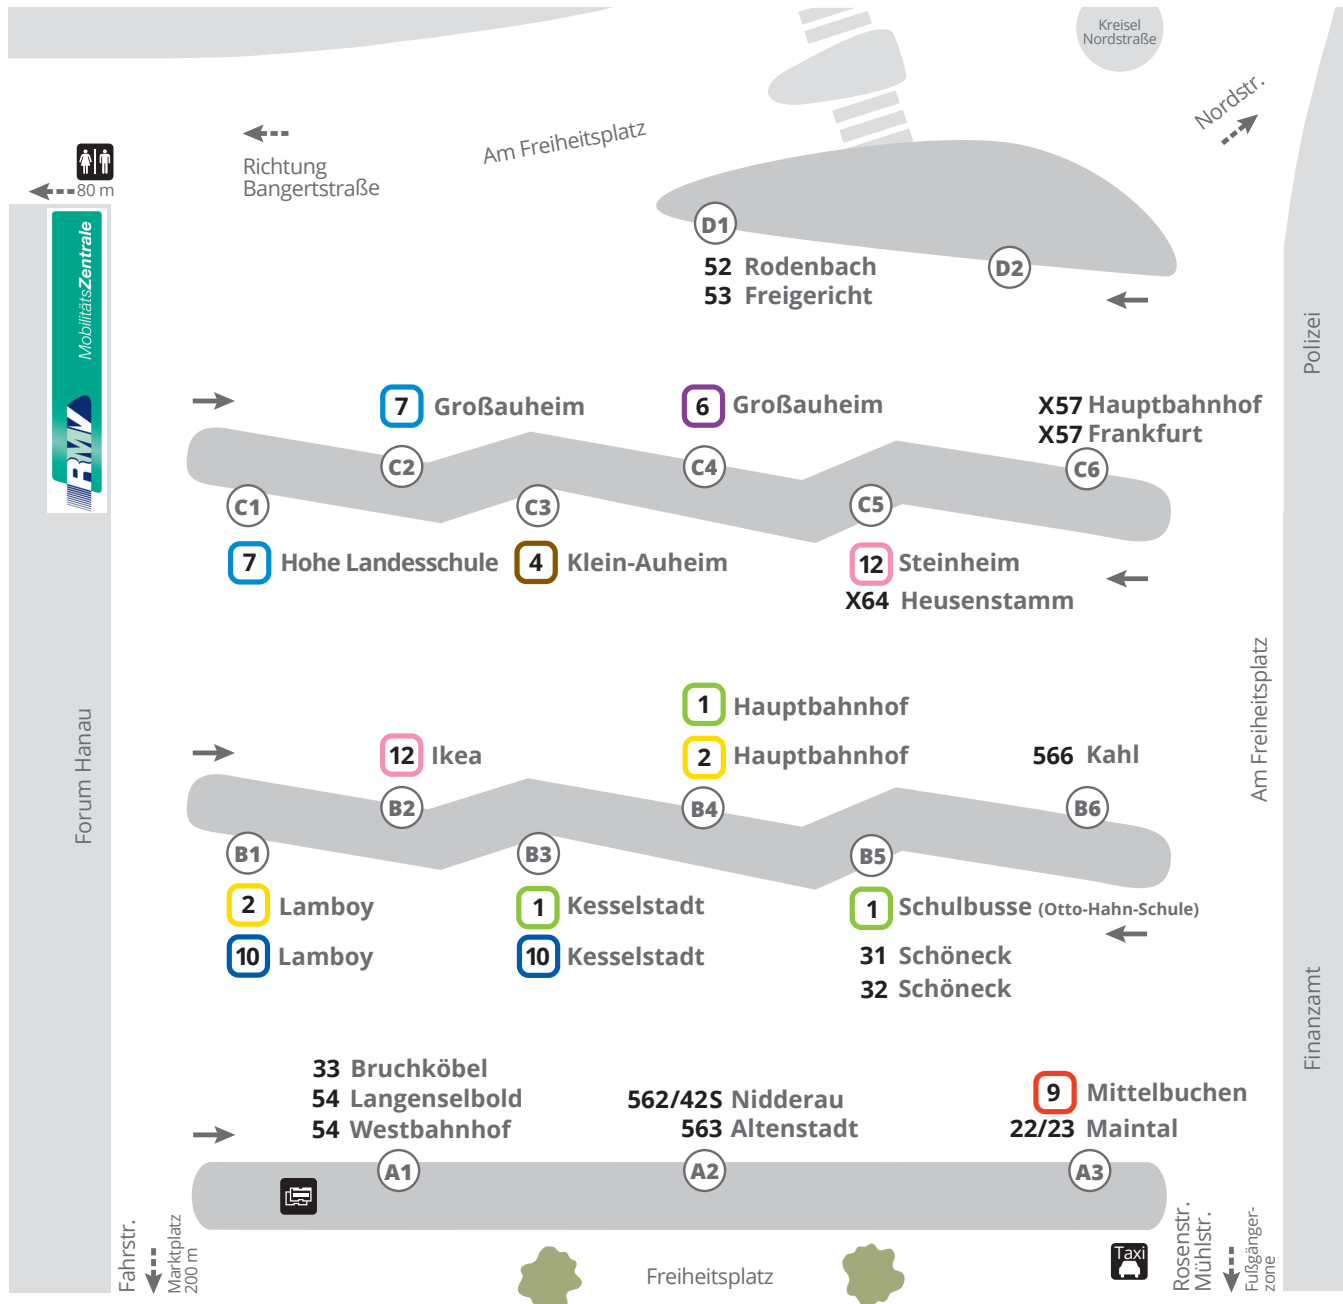 Kreisel
Nordstraße
Nordstr.
Am Freiheitsplatz
Richtung
Bangertstraße
80 m
MobilitätsZentrale
RMV
D1
52 Rodenbach
53 Freigericht
D2
Polizei
7 Großauheim
6 Großauheim
X57 Hauptbahnhof
X57 Frankfurt
C2
C4
C6
C1
C3
C5
7 Hohe Landesschule
4 Klein-Auheim
12 Steinheim
X64 Heusenstamm
Am Freiheitsplatz
Forum Hanau
1 Hauptbahnhof
12 Ikea
2 Hauptbahnhof
566 Kahl
B2
B4
B6
B1
B3
B5
2 Lamboy
1 Kesselstadt
1 Schulbusse (Otto-Hahn-Schule)
10 Lamboy
10 Kesselstadt
31 Schöneck
32 Schöneck
Finanzamt
33 Bruchköbel
54 Langenselbold
54 Westbahnhof
562/42S Nidderau
563 Altenstadt
9 Mittelbuchen
22/23 Maintal
A1
A2
A3
Fahrstr.
Marktplatz
200 m
Freiheitsplatz
Taxi
Rosenstr.
Mühlstr.
Fußgänger-
zone